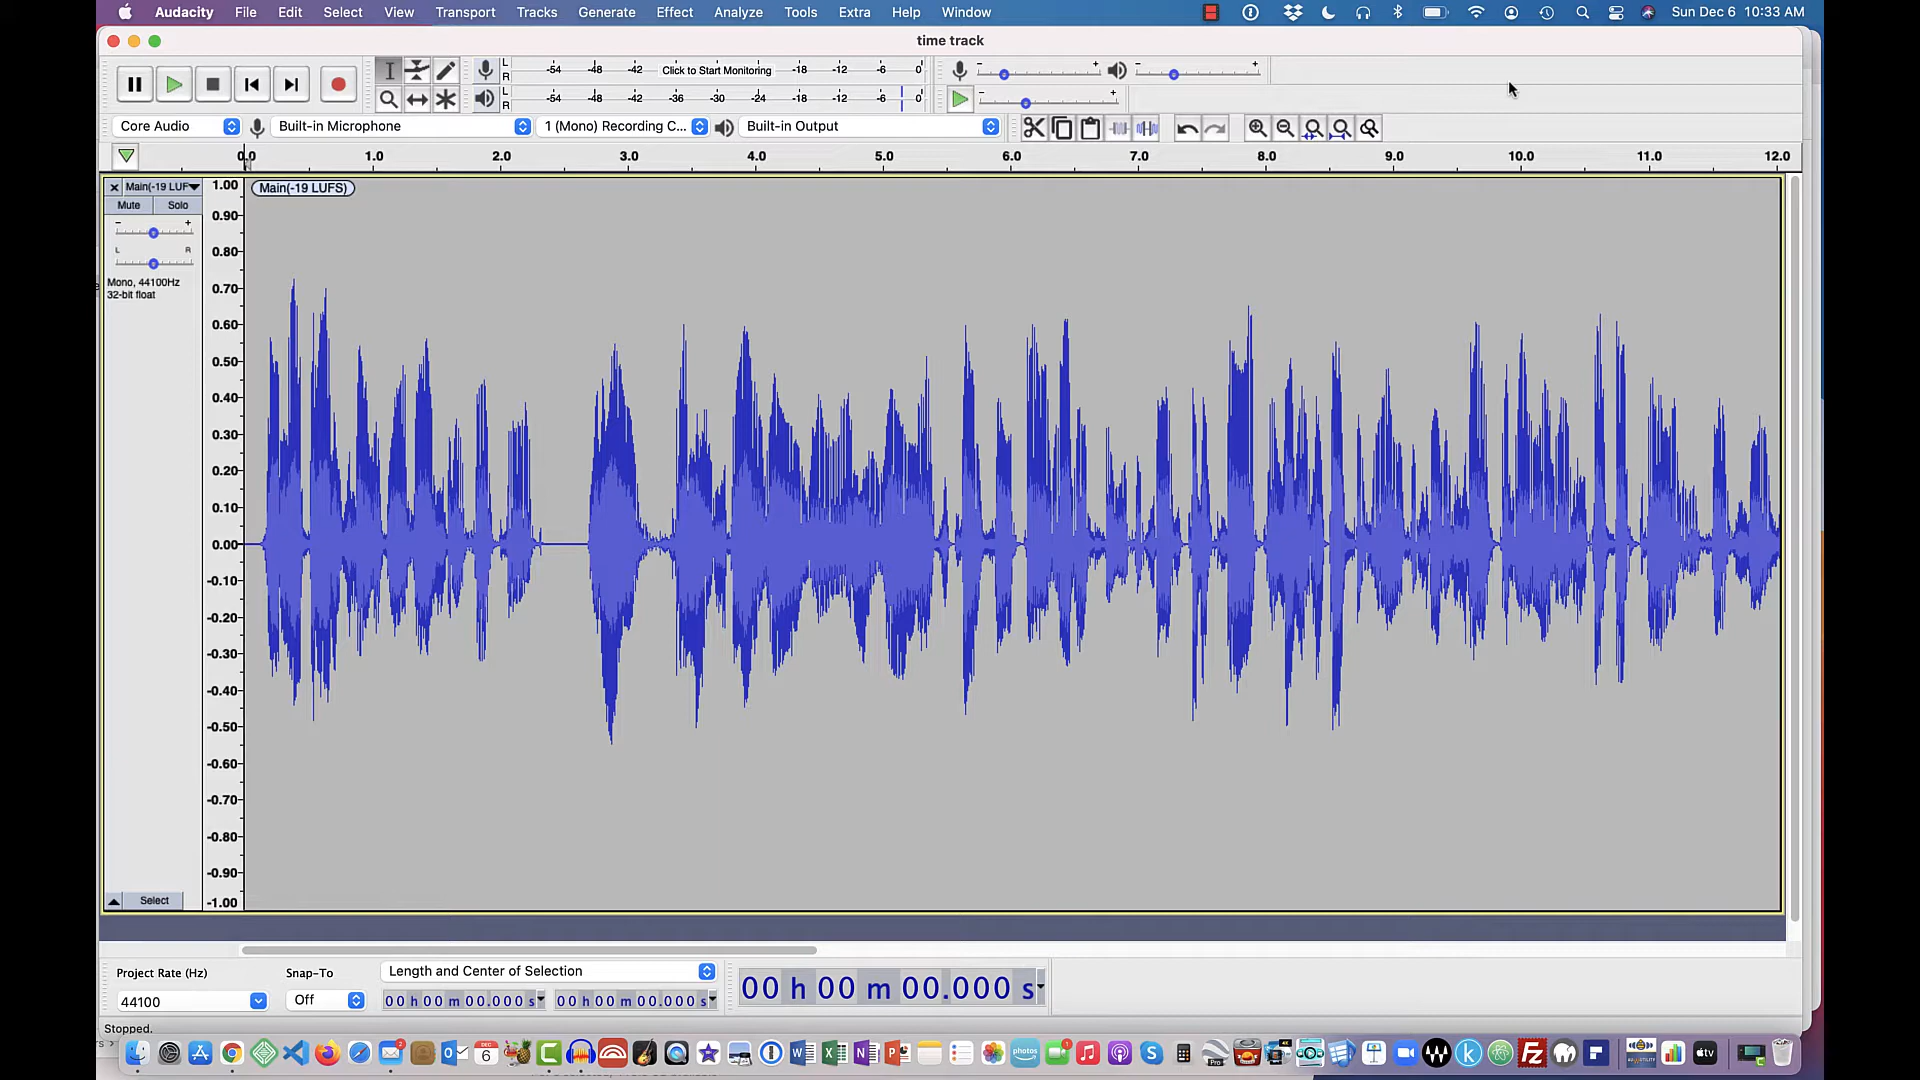 Audacity File Edit Select View Transport Tracks Generate Effect Analyze Tools Extra Help Window Sun Dec 6 10:33 AM
time track
L -54 -48 -42 Click to Start Monitoring -18 -12 -6 0 - + - +
R
L -54 -48 -42 -36 -30 -24 -18 -12 -6 0 - +
R
Core Audio Built-in Microphone 1 (Mono) Recording C... Built-in Output
0.0 1.0 2.0 3.0 4.0 5.0 6.0 7.0 8.0 9.0 10.0 11.0 12.0
Main(-19 LUF 1.00 Main(-19 LUFS)
Mute Solo
0.90
- +
L R
0.80
Mono, 44100Hz
32-bit float
0.70
0.60
0.50
0.40
0.30
0.20
0.10
0.00
-0.10
-0.20
-0.30
-0.40
-0.50
-0.60
-0.70
-0.80
-0.90
Select -1.00
Project Rate (Hz) Snap-To Length and Center of Selection
44100 Off 00 h 00 m 00.000 s 00 h 00 m 00.000 s 00 h 00 m 00.000 s
Stopped.
DEC
6
photos
Pro
tv